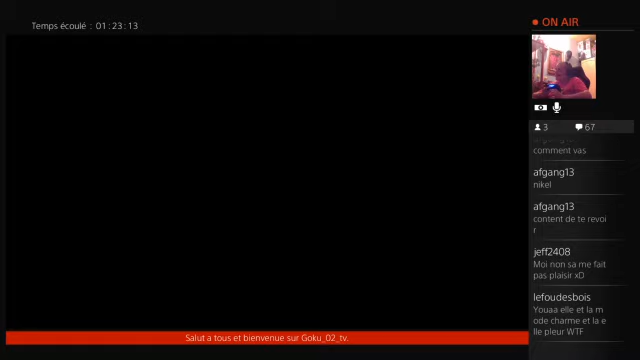 Temps écoulé : 01:23:13
ON AIR
3 67
comment vas
afgang13
nikel
afgang13
content de te revoi
r
jeff2408
Moi non sa me fait
pas plaisir xD
lefoudesbois
Youaa elle et la m
ode charme et la e
lle pleur WTF
Salut a tous et bienvenue sur Goku_02_tv.